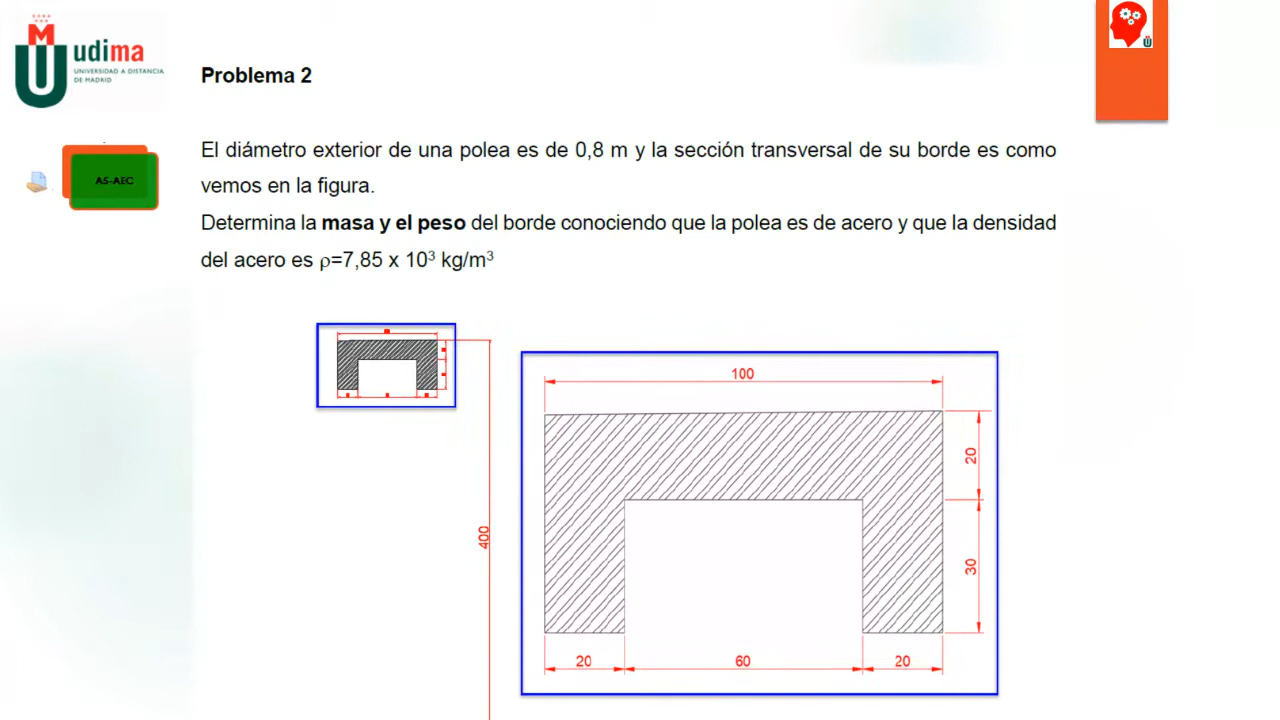 udima
UNIVERSIDAD A DISTANCIA
DE MADRID
Problema 2
El diámetro exterior de una polea es de 0,8 m y la sección transversal de su borde es como
vemos en la figura.
AS-AEC
Determina la masa y el peso del borde conociendo que la polea es de acero y que la densidad
del acero es ρ=7,85 x 10³ kg/m³
100
20
400
30
20
60
20